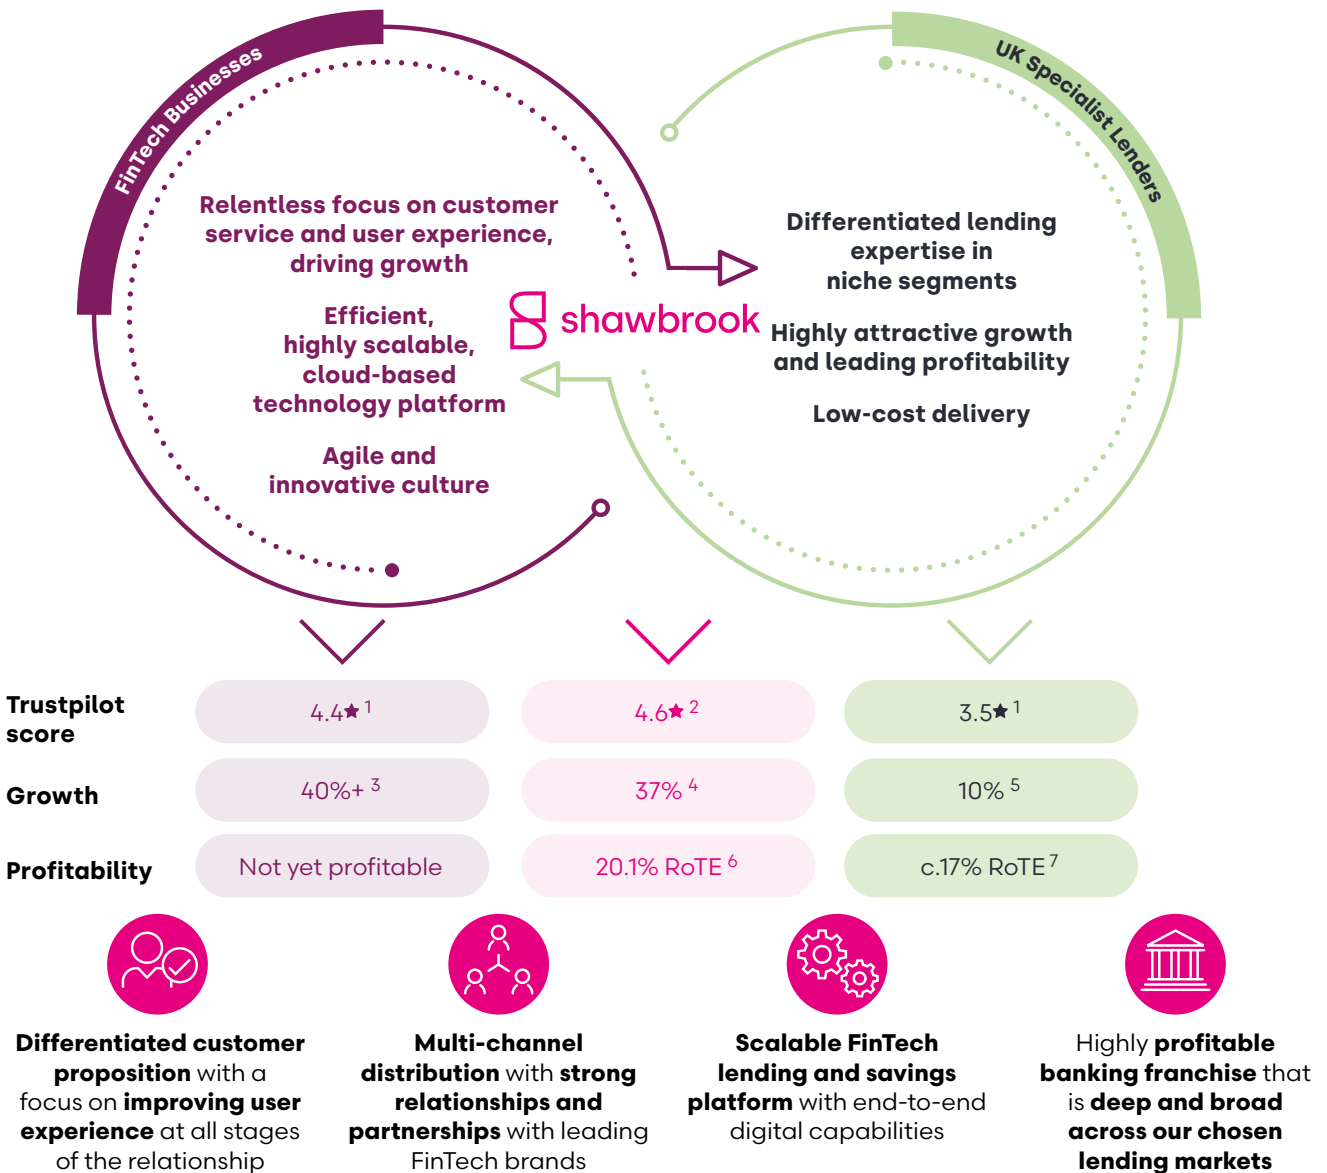 FinTech Businesses
UK Specialist Lenders
Relentless focus on customer
service and user experience,
driving growth
Efficient,
highly scalable,
cloud-based
technology platform
Agile and
innovative culture
shawbrook
Differentiated lending
expertise in
niche segments
Highly attractive growth
and leading profitability
Low-cost delivery
Trustpilot
score
4.4★ 1
4.6★ 2
3.5★ 1
Growth
40%+ 3
37% 4
10% 5
Profitability
Not yet profitable
20.1% RoTE 6
c.17% RoTE 7
Differentiated customer
proposition with a
focus on improving user
experience at all stages
of the relationship
Multi-channel
distribution with strong
relationships and
partnerships with leading
FinTech brands
Scalable FinTech
lending and savings
platform with end-to-end
digital capabilities
Highly profitable
banking franchise that
is deep and broad
across our chosen
lending markets